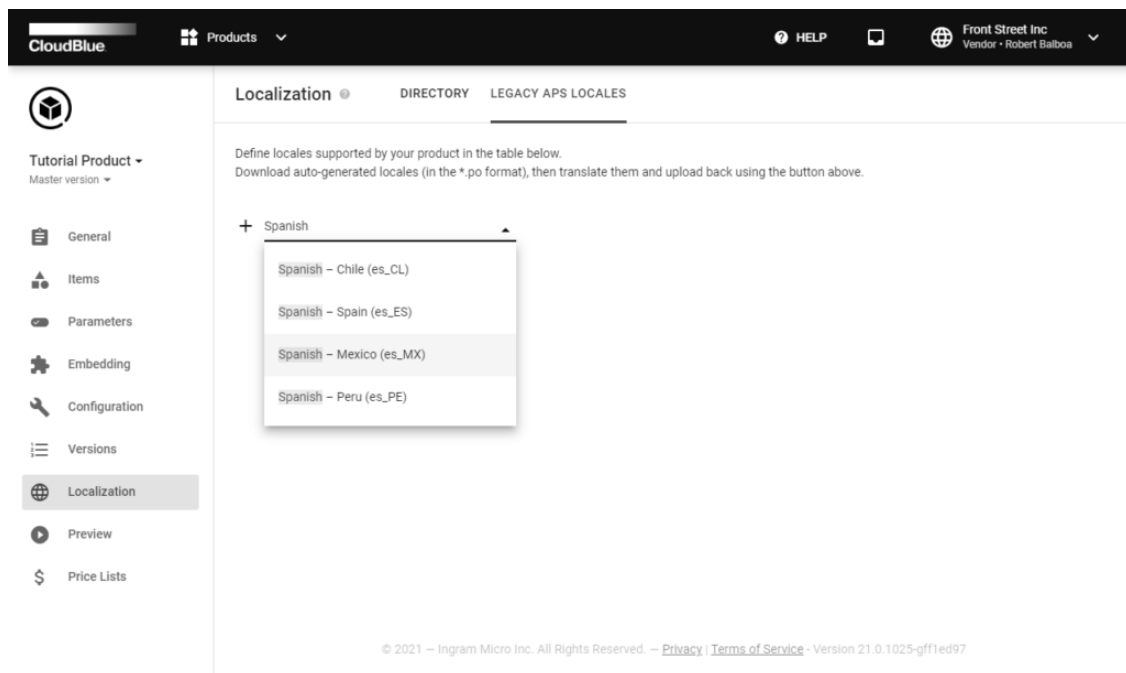 CloudBlue
Products
HELP
Front Street Inc
Vendor • Robert Balboa
Tutorial Product
Master version
General
Items
Parameters
Embedding
Configuration
Versions
Localization
Preview
Price Lists
Localization
DIRECTORY
LEGACY APS LOCALES
Define locales supported by your product in the table below.
Download auto-generated locales (in the *.po format), then translate them and upload back using the button above.
Spanish
Spanish – Chile (es_CL)
Spanish – Spain (es_ES)
Spanish – Mexico (es_MX)
Spanish – Peru (es_PE)
© 2021 — Ingram Micro Inc. All Rights Reserved. — Privacy | Terms of Service - Version 21.0.1025-gff1ed97